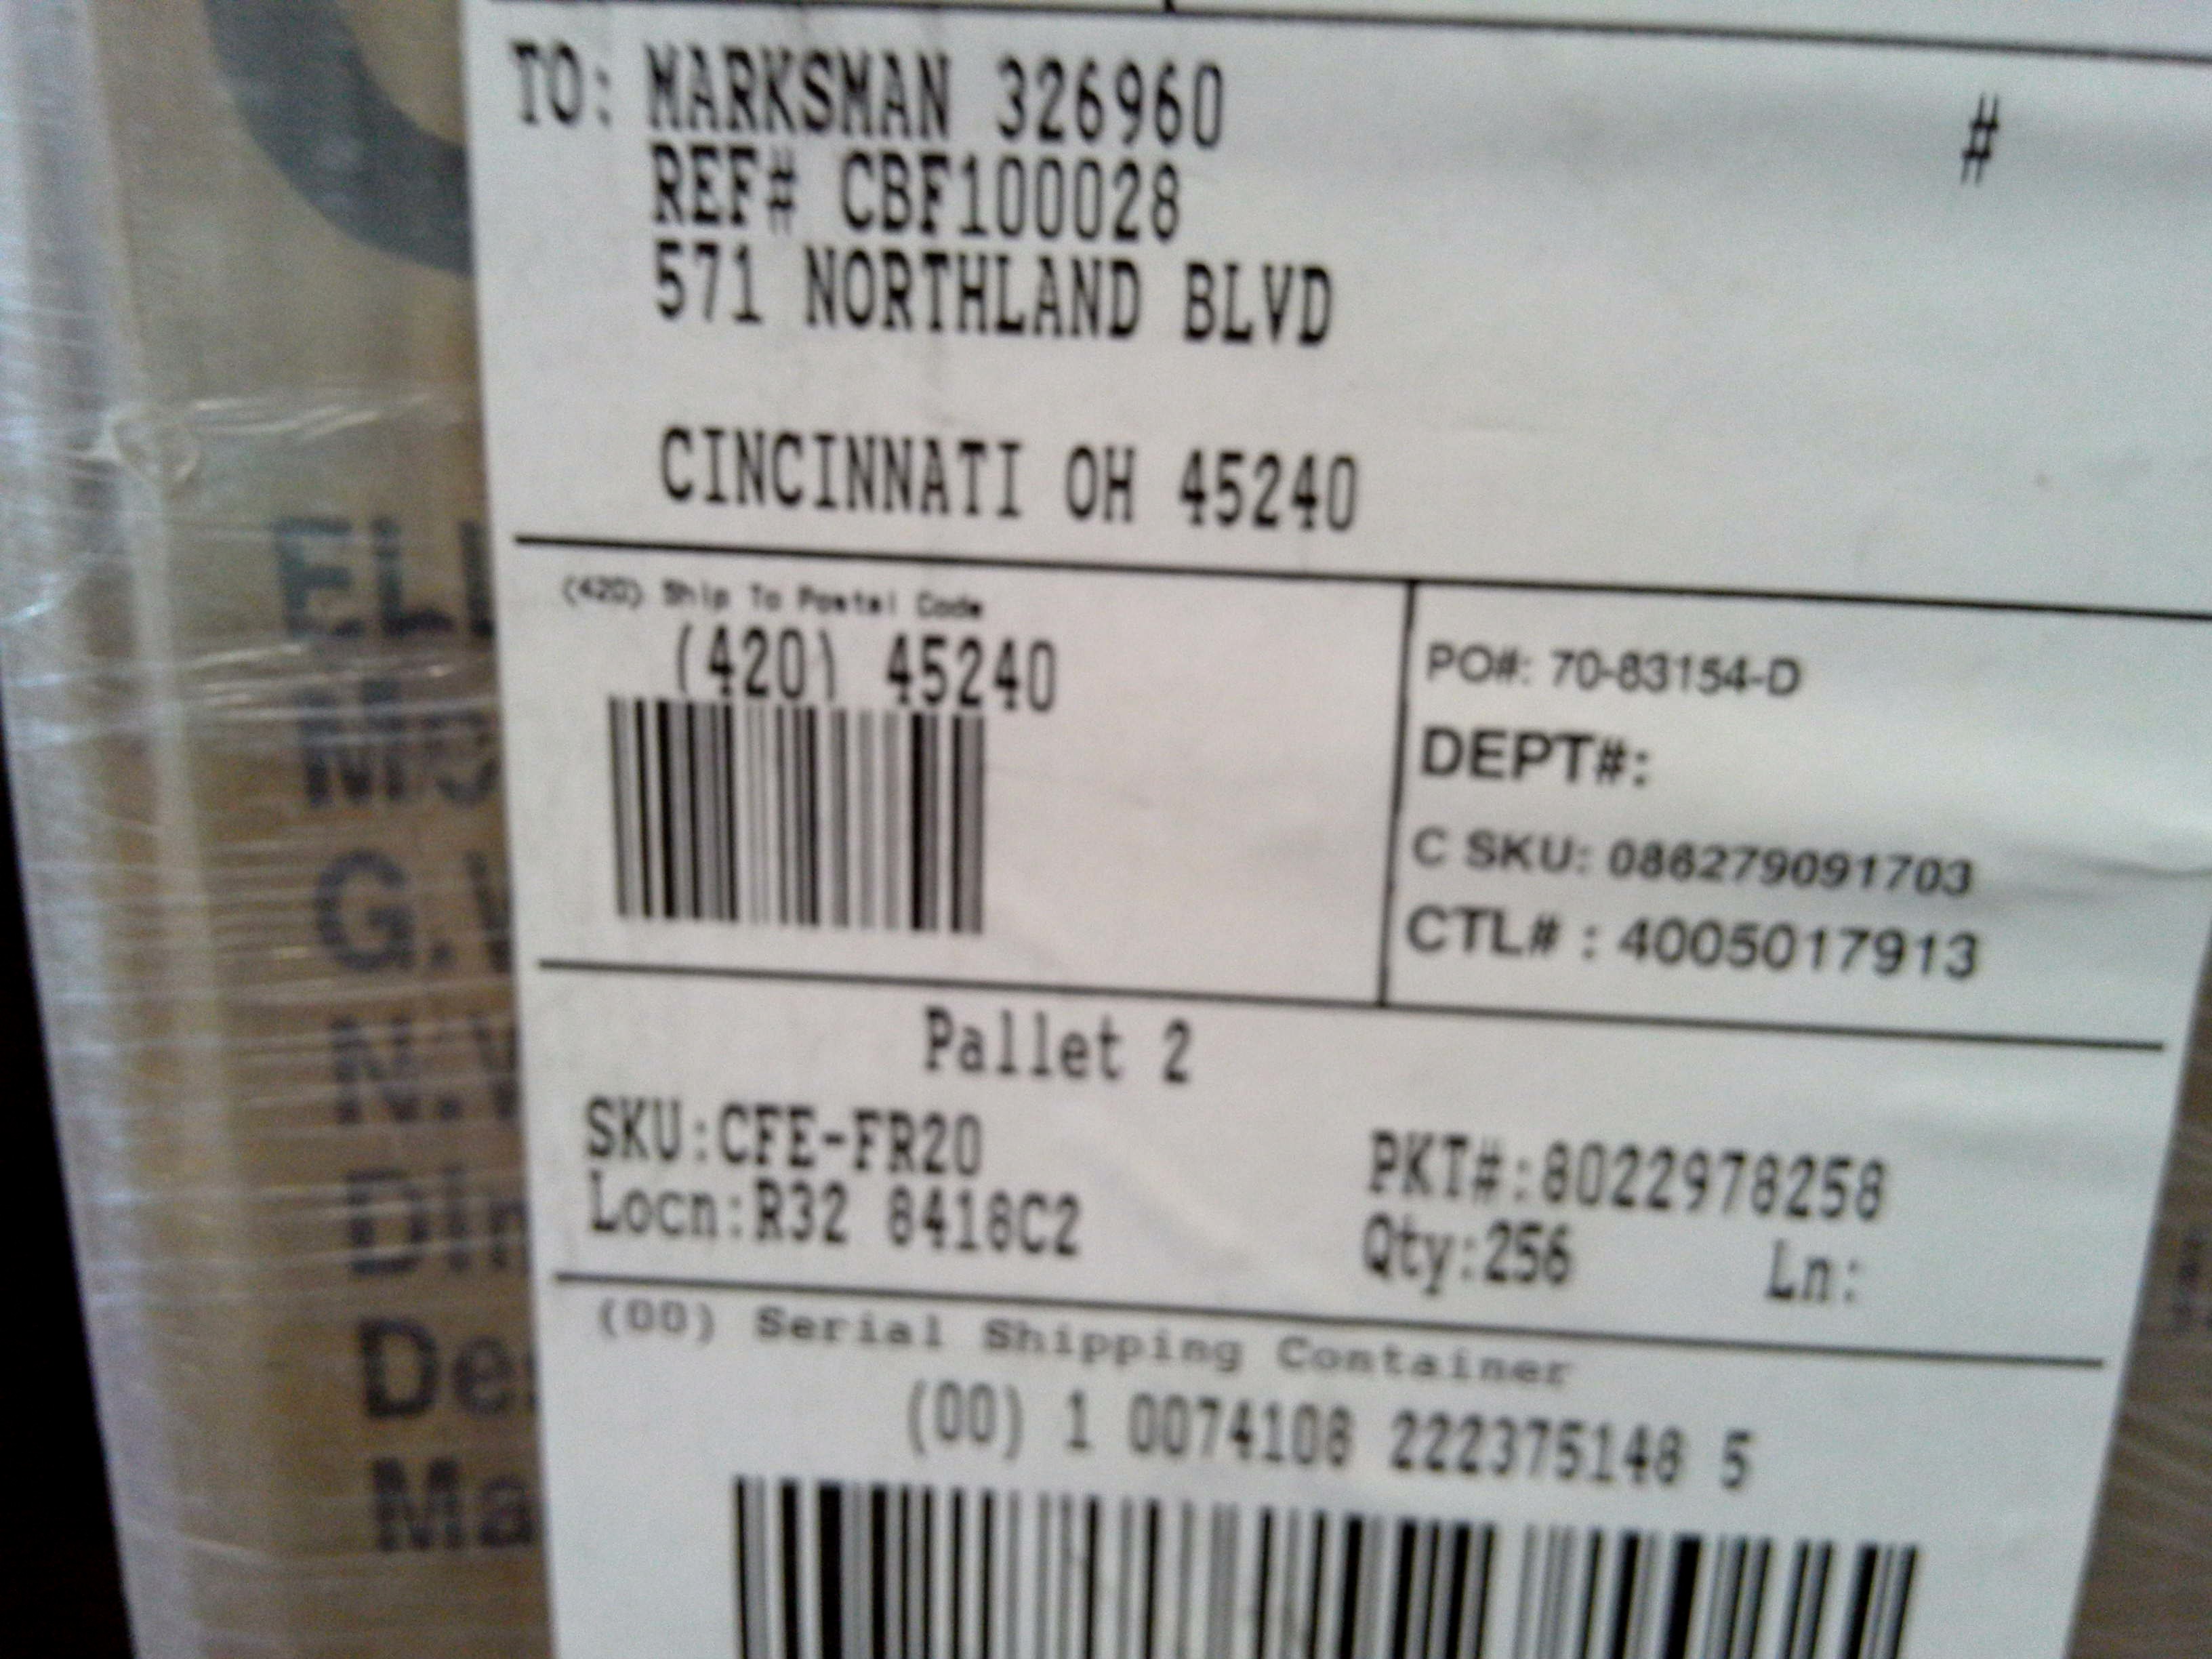 TO: MARKSMAN 326960
#
REF# CBF100028
571 NORTHLAND BLVD
CINCINNATI OH 45240
(420) Ship To Postal Code
(420) 45240
PO#: 70-83154-D
DEPT#:
C SKU: 086279091703
CTL# : 4005017913
Pallet 2
SKU:CFE-FR20
PKT#:8022978258
Locn:R32 8418C2
Qty:256 Ln:
(00) Serial Shipping Container
(00) 1 0074108 222375148 5
G.
N.